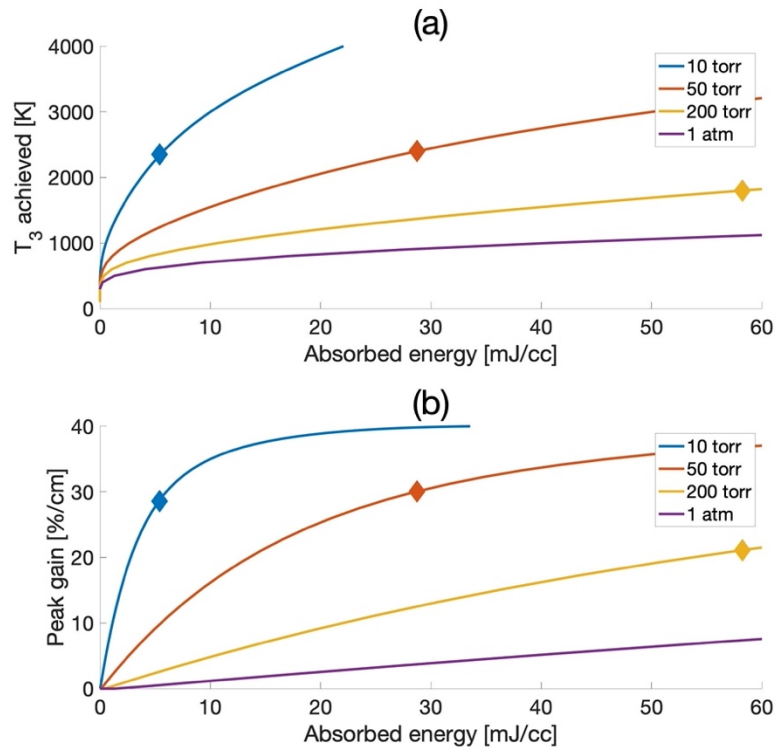 (a)
4000
3000
2000
1000
0
T3 achieved [K]
10 torr
50 torr
200 torr
1 atm
0 10 20 30 40 50 60
Absorbed energy [mJ/cc]
(b)
40
30
20
10
0
Peak gain [%/cm]
10 torr
50 torr
200 torr
1 atm
0 10 20 30 40 50 60
Absorbed energy [mJ/cc]